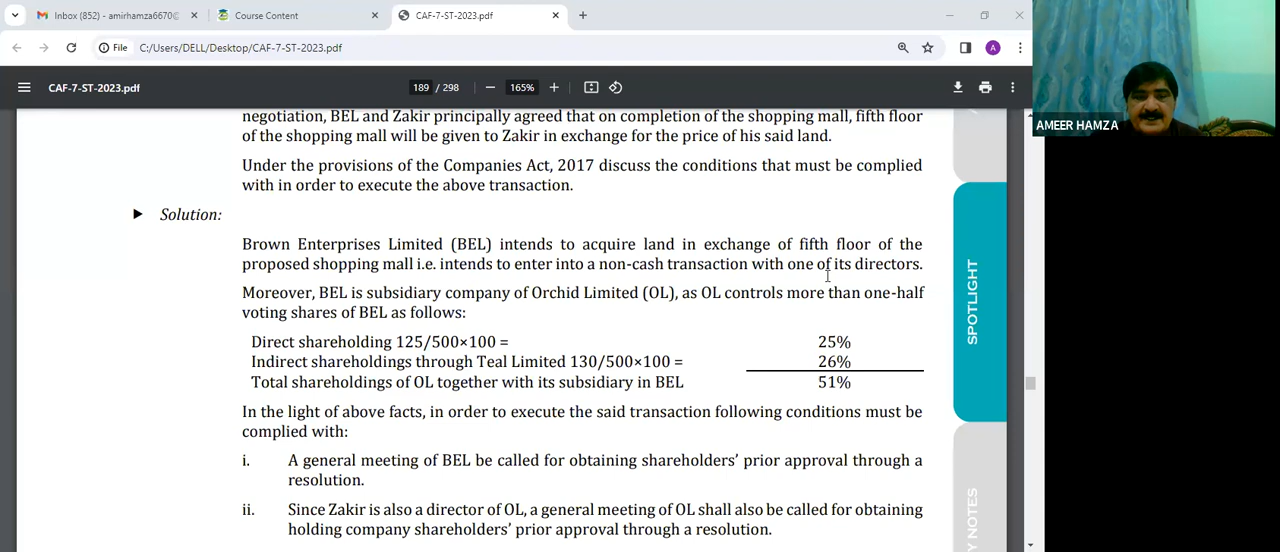 Inbox (852) - amirhamza6670@
Course Content
CAF-7-ST-2023.pdf
File C:/Users/DELL/Desktop/CAF-7-ST-2023.pdf
A
CAF-7-ST-2023.pdf
189 / 298
165%
AMEER HAMZA
negotiation, BEL and Zakir principally agreed that on completion of the shopping mall, fifth floor
of the shopping mall will be given to Zakir in exchange for the price of his said land.
Under the provisions of the Companies Act, 2017 discuss the conditions that must be complied
with in order to execute the above transaction.
Solution:
Brown Enterprises Limited (BEL) intends to acquire land in exchange of fifth floor of the
proposed shopping mall i.e. intends to enter into a non-cash transaction with one of its directors.
Moreover, BEL is subsidiary company of Orchid Limited (OL), as OL controls more than one-half
voting shares of BEL as follows:
Direct shareholding 125/500×100 = 25%
Indirect shareholdings through Teal Limited 130/500×100 = 26%
Total shareholdings of OL together with its subsidiary in BEL 51%
In the light of above facts, in order to execute the said transaction following conditions must be
complied with:
i. A general meeting of BEL be called for obtaining shareholders’ prior approval through a
resolution.
ii. Since Zakir is also a director of OL, a general meeting of OL shall also be called for obtaining
holding company shareholders’ prior approval through a resolution.
SPOTLIGHT
Y NOTES